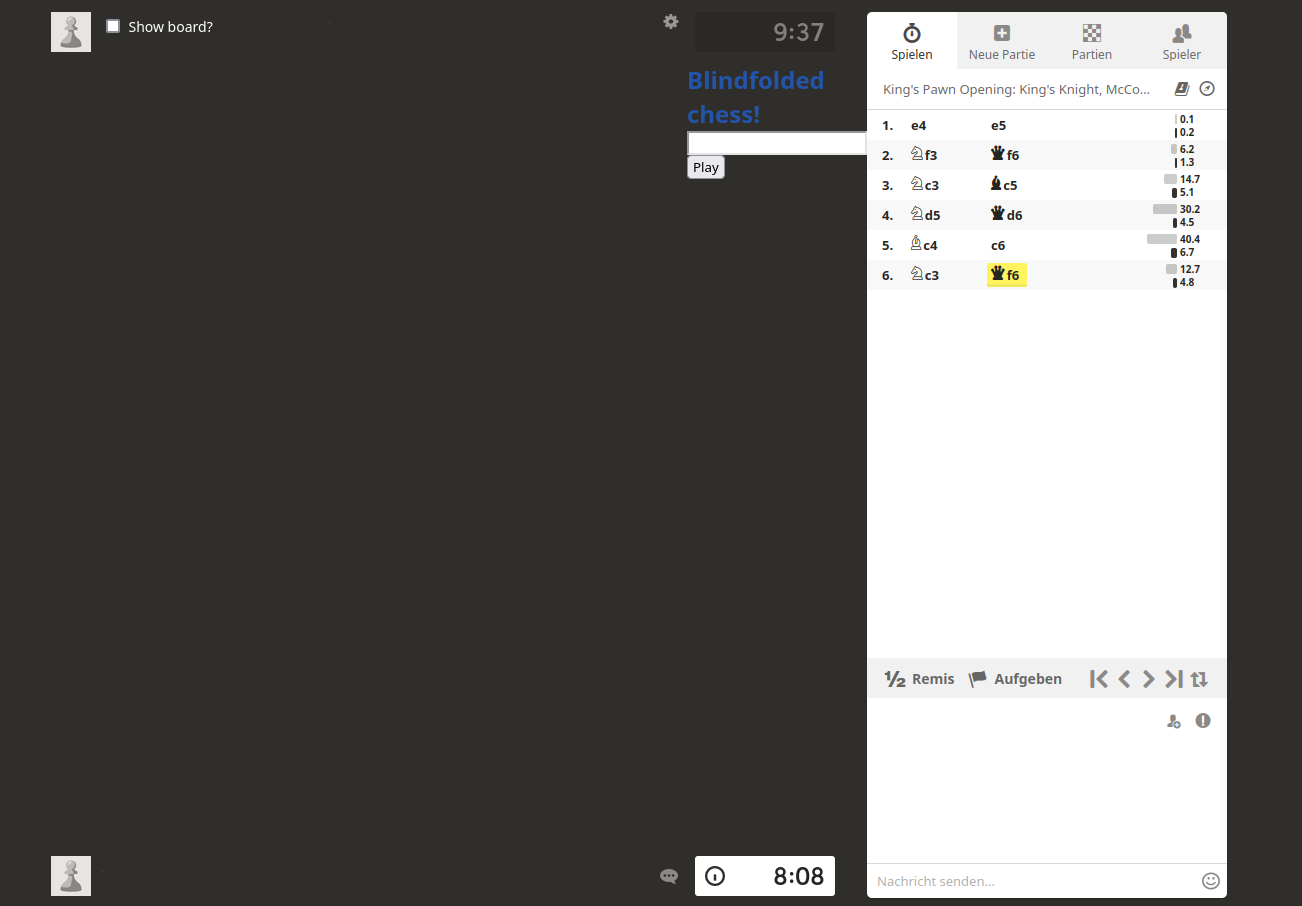 Show board?
9:37
Blindfolded
chess!
Play
Spielen
Neue Partie
Partien
Spieler
King's Pawn Opening: King's Knight, McCo...
1. e4 e5 0.1 0.2
2. ♘f3 ♛f6 6.2 1.3
3. ♘c3 ♝c5 14.7 5.1
4. ♘d5 ♛d6 30.2 4.5
5. ♗c4 c6 40.4 6.7
6. ♘c3 ♛f6 12.7 4.8
½ Remis Aufgeben
8:08
Nachricht senden...